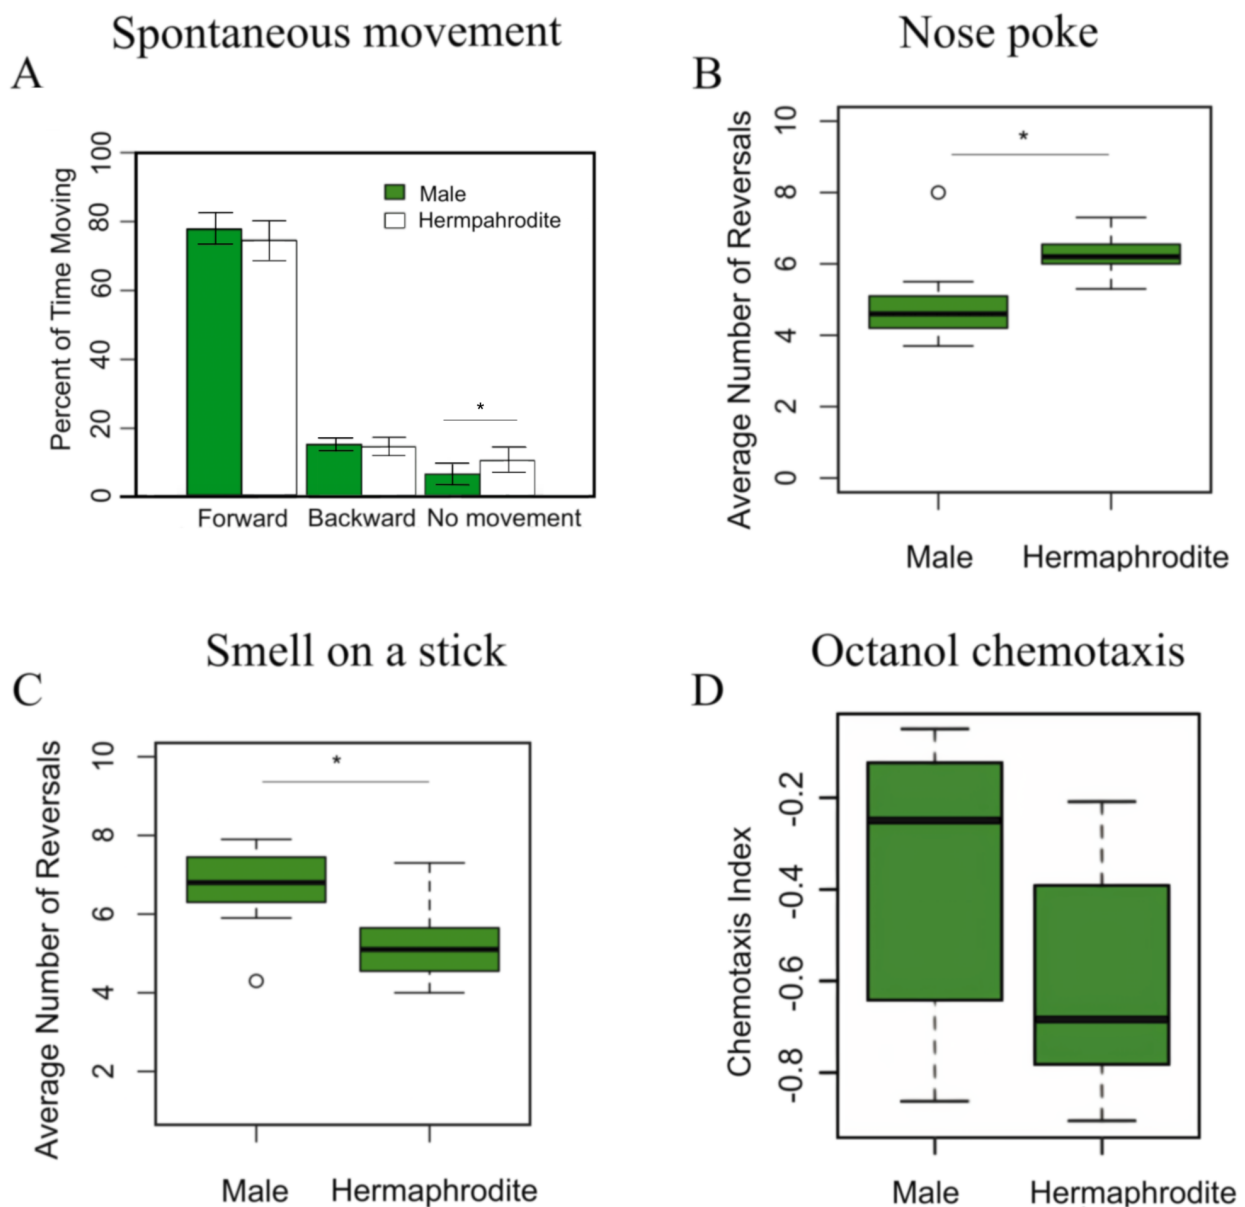 Spontaneous movement
A
Percent of Time Moving
100
80
60
40
20
0
Male
Hermpahrodite
*
Forward Backward No movement
Nose poke
B
Average Number of Reversals
10
8
6
4
2
0
*
Male Hermaphrodite
Smell on a stick
C
Average Number of Reversals
10
8
6
4
2
*
Male Hermaphrodite
Octanol chemotaxis
D
Chemotaxis Index
-0.2
-0.4
-0.6
-0.8
Male Hermaphrodite